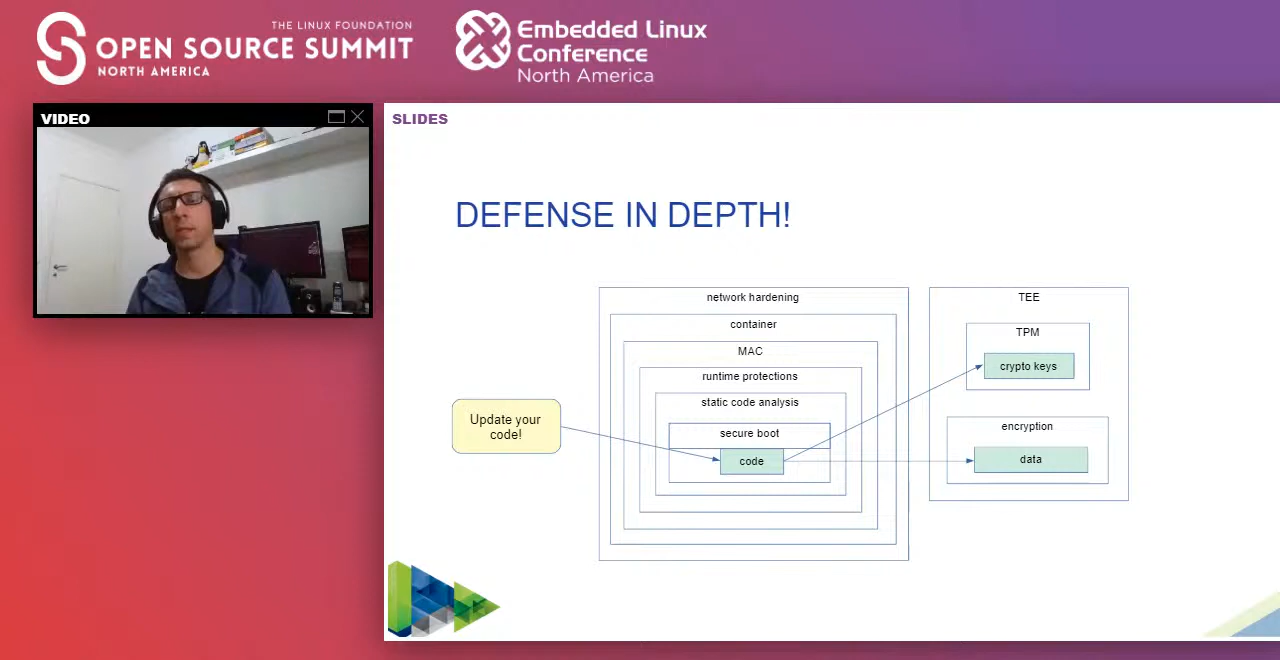 THE LINUX FOUNDATION
OPEN SOURCE SUMMIT
NORTH AMERICA
Embedded Linux
Conference
North America
VIDEO
SLIDES
DEFENSE IN DEPTH!
network hardening
container
MAC
runtime protections
static code analysis
secure boot
code
Update your
code!
TEE
TPM
crypto keys
encryption
data